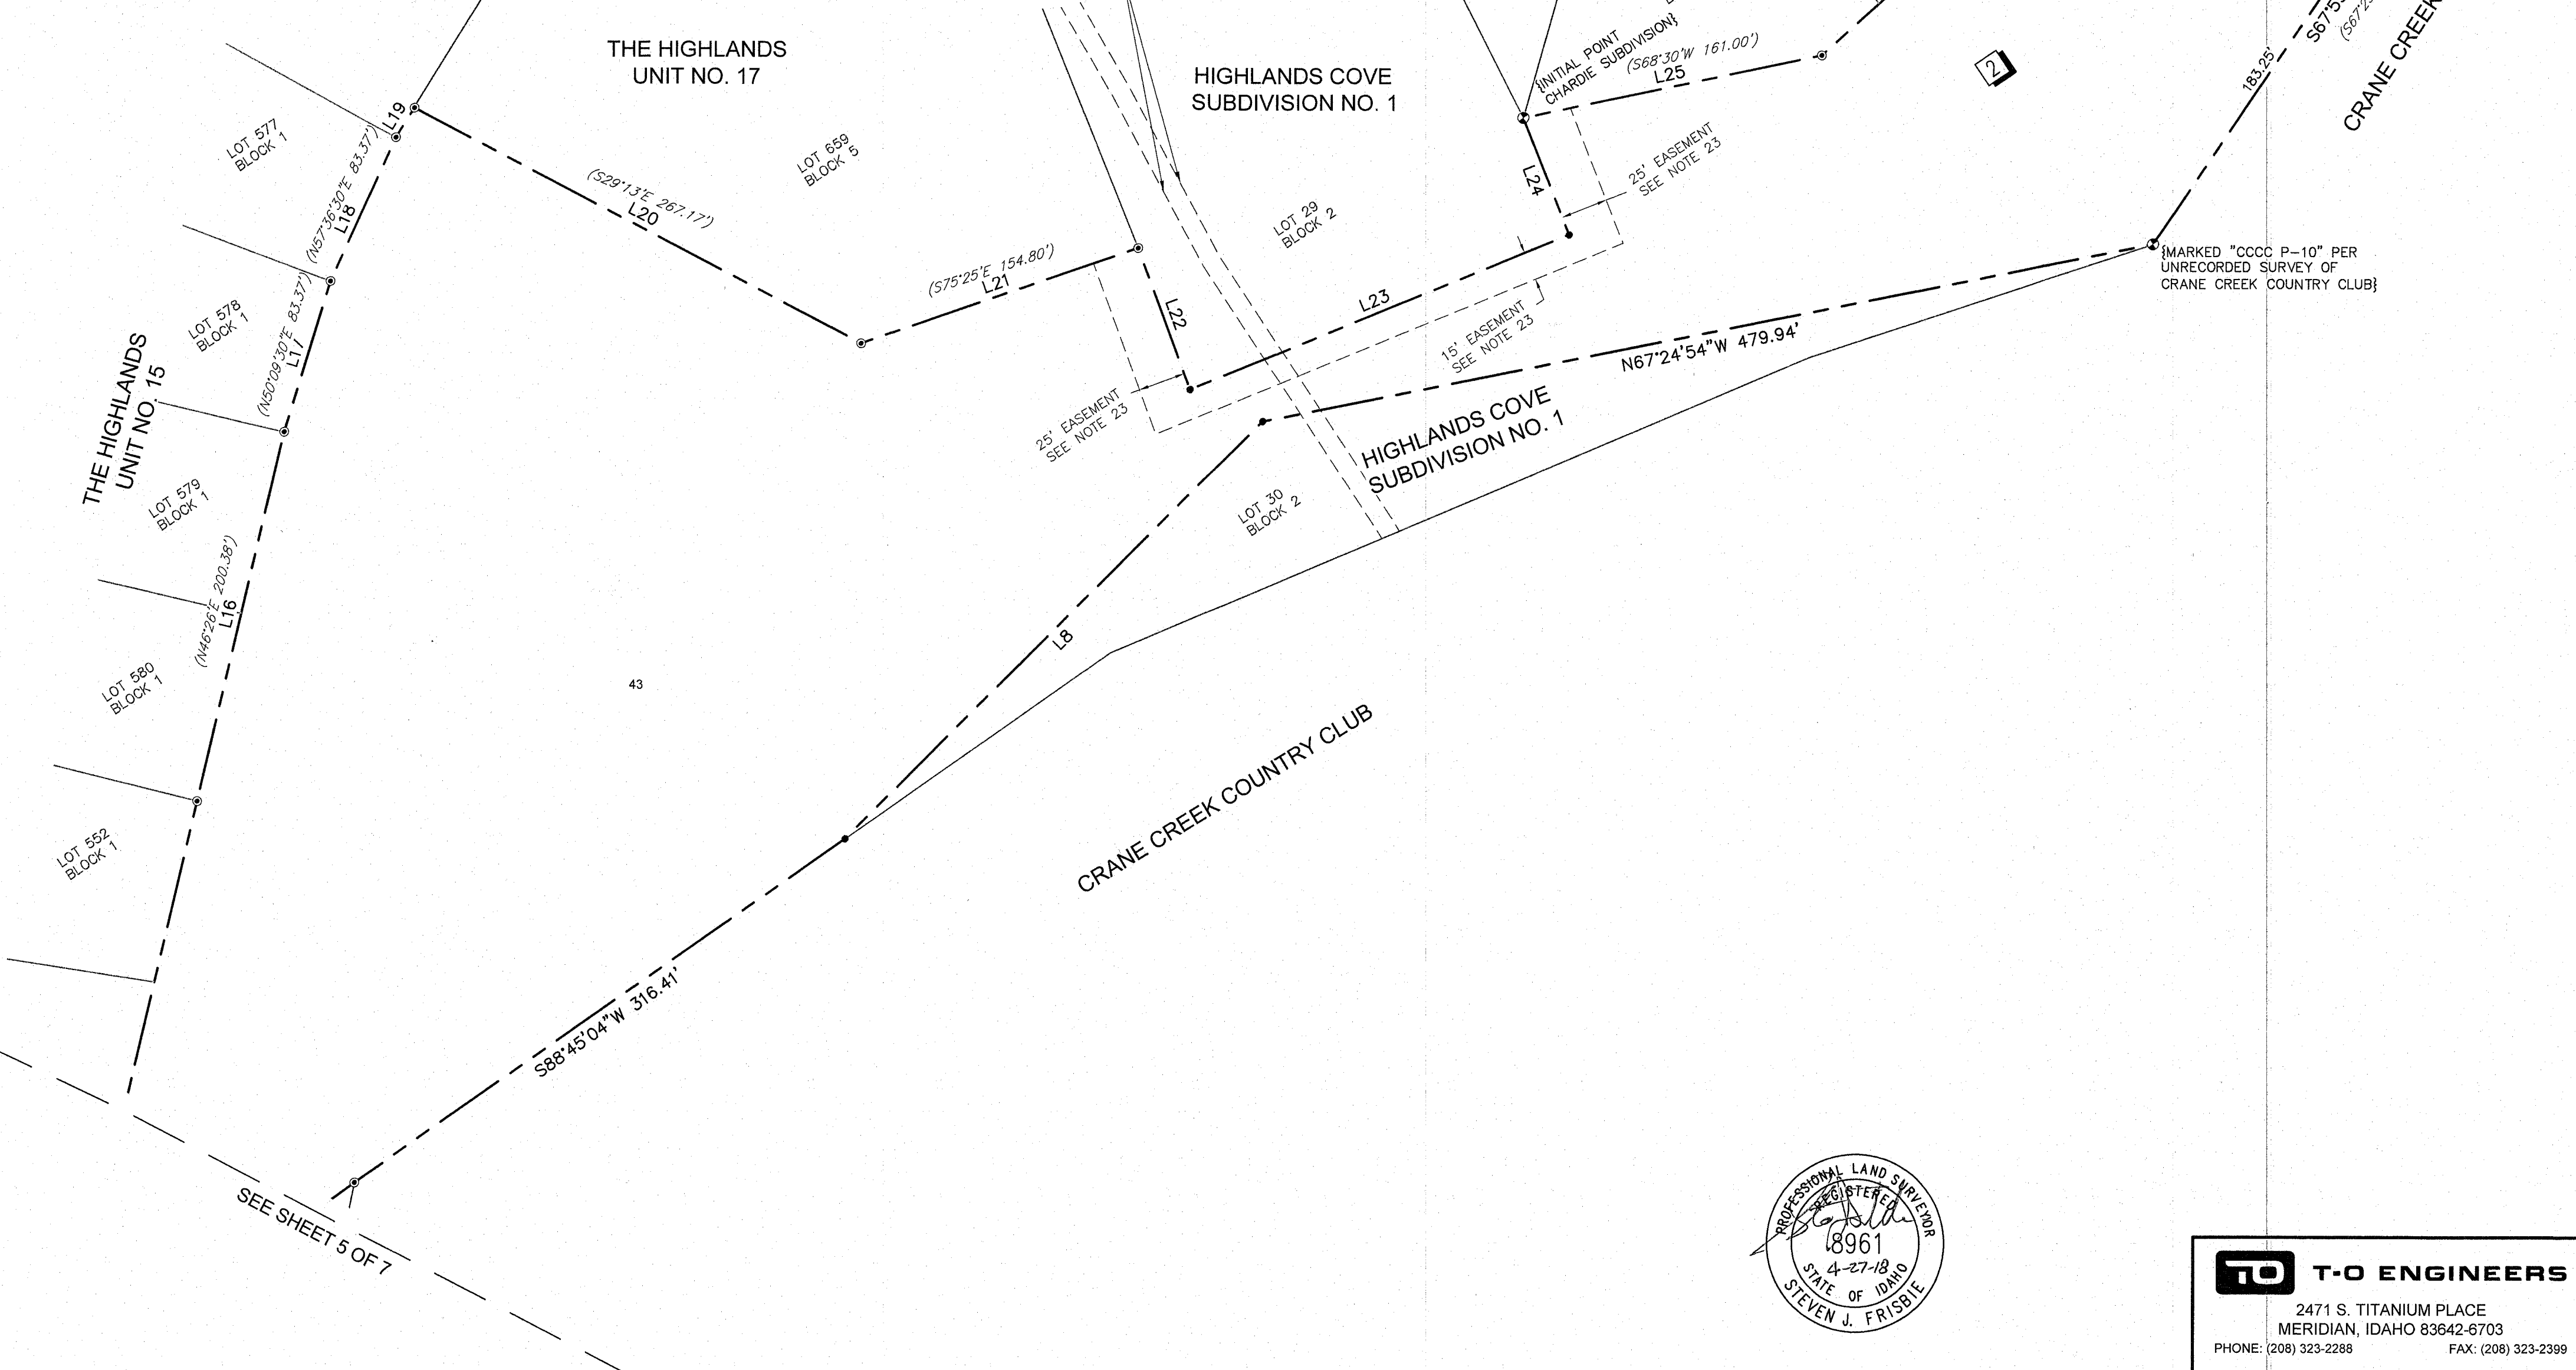 THE HIGHLANDS
UNIT NO. 17
HIGHLANDS COVE
SUBDIVISION NO. 1
{INITIAL POINT
CHARDIE SUBDIVISION}
(S68°30'W 161.00')
L25
2
183.25'
CRANE CREEK
L19
LOT 577
BLOCK 1
(N57°36'30"E 83.37')
L18
LOT 659
BLOCK 5
(S29°13'E 267.17')
L20
(S75°25'E 154.80')
L21
L22
LOT 29
BLOCK 2
L24
25' EASEMENT
SEE NOTE 23
L23
15' EASEMENT
SEE NOTE 23
25' EASEMENT
SEE NOTE 23
{MARKED "CCCC P-10" PER
UNRECORDED SURVEY OF
CRANE CREEK COUNTRY CLUB}
N67°24'54"W 479.94'
HIGHLANDS COVE
SUBDIVISION NO. 1
LOT 578
BLOCK 1
(N50°09'30"E 83.37')
L17
THE HIGHLANDS
UNIT NO. 15
LOT 579
BLOCK 1
LOT 30
BLOCK 2
(N46°26'E 200.38')
L16
L8
LOT 580
BLOCK 1
43
CRANE CREEK COUNTRY CLUB
LOT 552
BLOCK 1
S88°45'04"W 316.41'
SEE SHEET 5 OF 7
PROFESSIONAL LAND SURVEYOR
REGISTERED
8961
4-27-18
STATE OF IDAHO
STEVEN J. FRISBIE
TO T-O ENGINEERS
2471 S. TITANIUM PLACE
MERIDIAN, IDAHO 83642-6703
PHONE: (208) 323-2288 FAX: (208) 323-2399